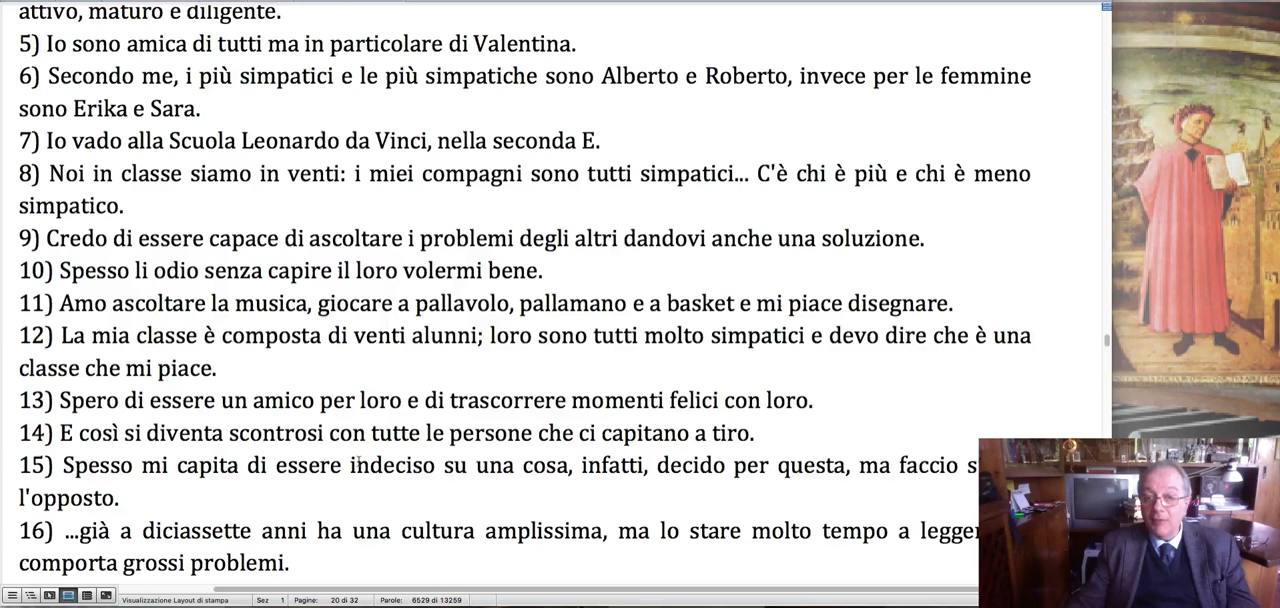 attivo, maturo e diligente.
5) Io sono amica di tutti ma in particolare di Valentina.
6) Secondo me, i più simpatici e le più simpatiche sono Alberto e Roberto, invece per le femmine
sono Erika e Sara.
7) Io vado alla Scuola Leonardo da Vinci, nella seconda E.
8) Noi in classe siamo in venti: i miei compagni sono tutti simpatici... C'è chi è più e chi è meno
simpatico.
9) Credo di essere capace di ascoltare i problemi degli altri dandovi anche una soluzione.
10) Spesso li odio senza capire il loro volermi bene.
11) Amo ascoltare la musica, giocare a pallavolo, pallamano e a basket e mi piace disegnare.
12) La mia classe è composta di venti alunni; loro sono tutti molto simpatici e devo dire che è una
classe che mi piace.
13) Spero di essere un amico per loro e di trascorrere momenti felici con loro.
14) E così si diventa scontrosi con tutte le persone che ci capitano a tiro.
15) Spesso mi capita di essere indeciso su una cosa, infatti, decido per questa, ma faccio s
l'opposto.
16) ...già a diciassette anni ha una cultura amplissima, ma lo stare molto tempo a legger
comporta grossi problemi.
Visualizzazione Layout di stampa Sez 1 Pagine: 20 di 32 Parole: 6529 di 13259